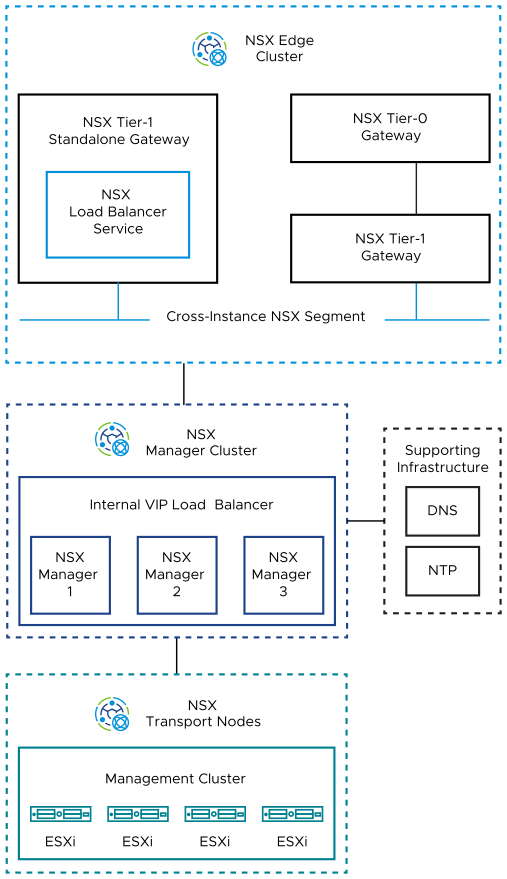 NSX Edge
Cluster
NSX Tier-1
Standalone Gateway
NSX
Load Balancer
Service
NSX Tier-0
Gateway
NSX Tier-1
Gateway
Cross-Instance NSX Segment
NSX
Manager Cluster
Internal VIP Load Balancer
NSX
Manager
1
NSX
Manager
2
NSX
Manager
3
Supporting
Infrastructure
DNS
NTP
NSX
Transport Nodes
Management Cluster
ESXi
ESXi
ESXi
ESXi